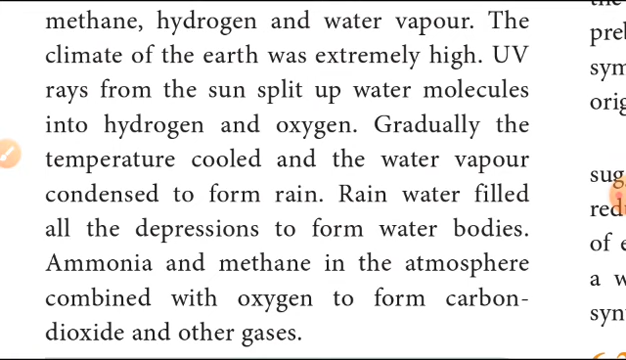 methane, hydrogen and water vapour. The
climate of the earth was extremely high. UV
rays from the sun split up water molecules
into hydrogen and oxygen. Gradually the
temperature cooled and the water vapour
condensed to form rain. Rain water filled
all the depressions to form water bodies.
Ammonia and methane in the atmosphere
combined with oxygen to form carbon-
dioxide and other gases.
of
a